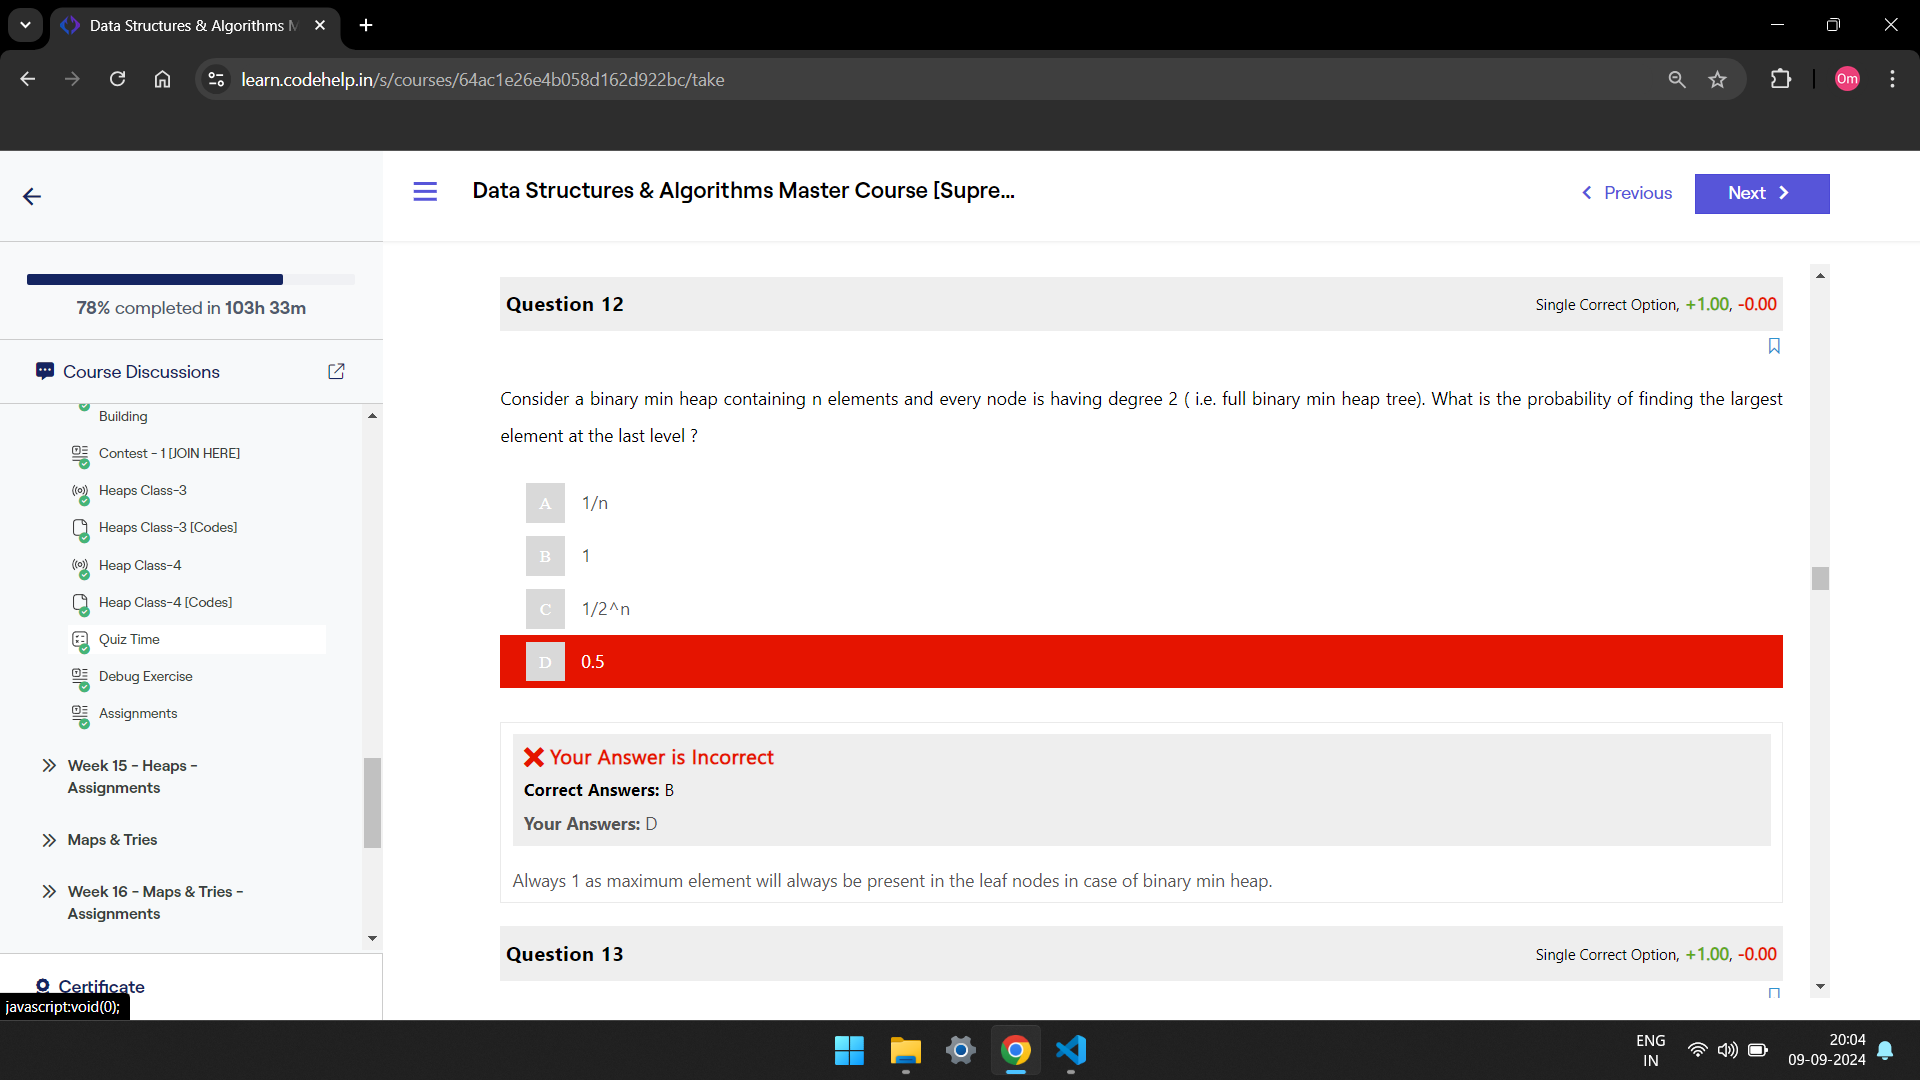 Data Structures & Algorithms M
learn.codehelp.in/s/courses/64ac1e26e4b058d162d922bc/take
Om
Data Structures & Algorithms Master Course [Supre...
Previous
Next
78% completed in 103h 33m
Course Discussions
Building
Contest - 1 [JOIN HERE]
Heaps Class-3
Heaps Class-3 [Codes]
Heap Class-4
Heap Class-4 [Codes]
Quiz Time
Debug Exercise
Assignments
Week 15 - Heaps -
Assignments
Maps & Tries
Week 16 - Maps & Tries -
Assignments
Certificate
javascript:void(0);
Question 12
Single Correct Option, +1.00, -0.00
Consider a binary min heap containing n elements and every node is having degree 2 ( i.e. full binary min heap tree). What is the probability of finding the largest
element at the last level ?
A 1/n
B 1
C 1/2^n
D 0.5
Your Answer is Incorrect
Correct Answers: B
Your Answers: D
Always 1 as maximum element will always be present in the leaf nodes in case of binary min heap.
Question 13
Single Correct Option, +1.00, -0.00
ENG
IN
20:04
09-09-2024